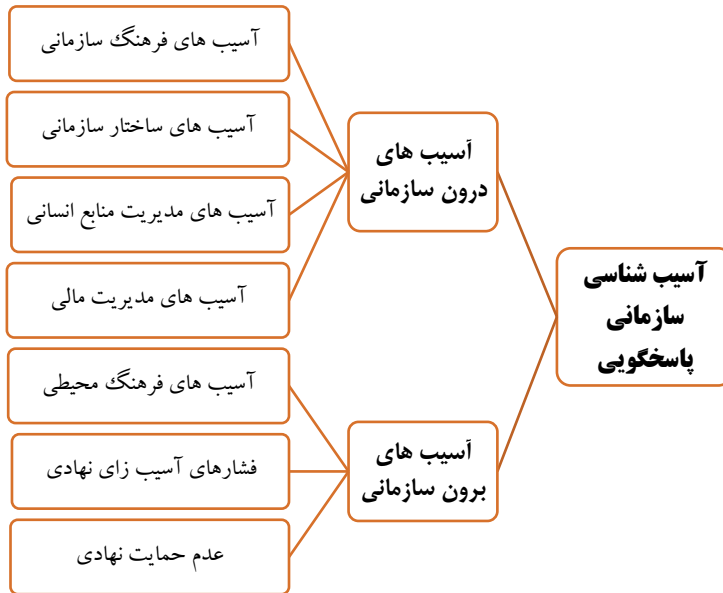 آسیب شناسی
سازمانی
پاسخگویی
آسیب های
درون سازمانی
آسیب های فرهنگ سازمانی
آسیب های ساختار سازمانی
آسیب های مدیریت منابع انسانی
آسیب های مدیریت مالی
آسیب های
برون سازمانی
آسیب های فرهنگ محیطی
فشارهای آسیب زای نهادی
عدم حمایت نهادی